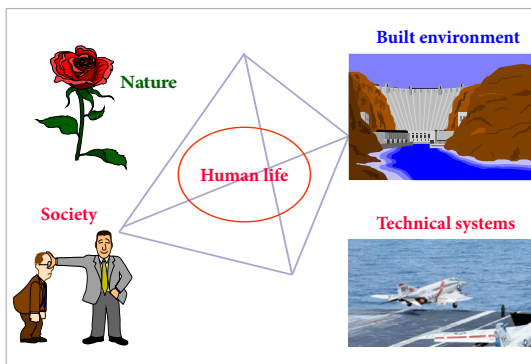 Built environment
Nature
Human life
Society
Technical systems